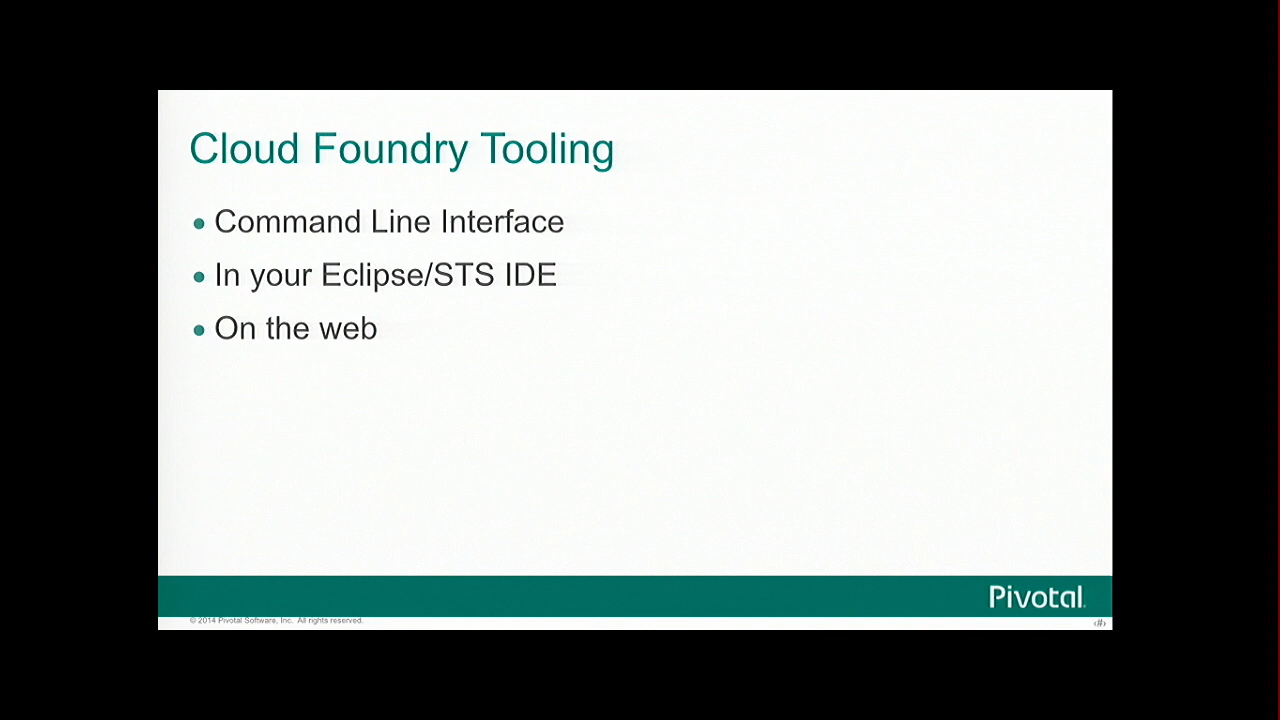 Cloud Foundry Tooling
• Command Line Interface
• In your Eclipse/STS IDE
• On the web
Pivotal
© 2014 Pivotal Software, Inc. All rights reserved.
‹#›